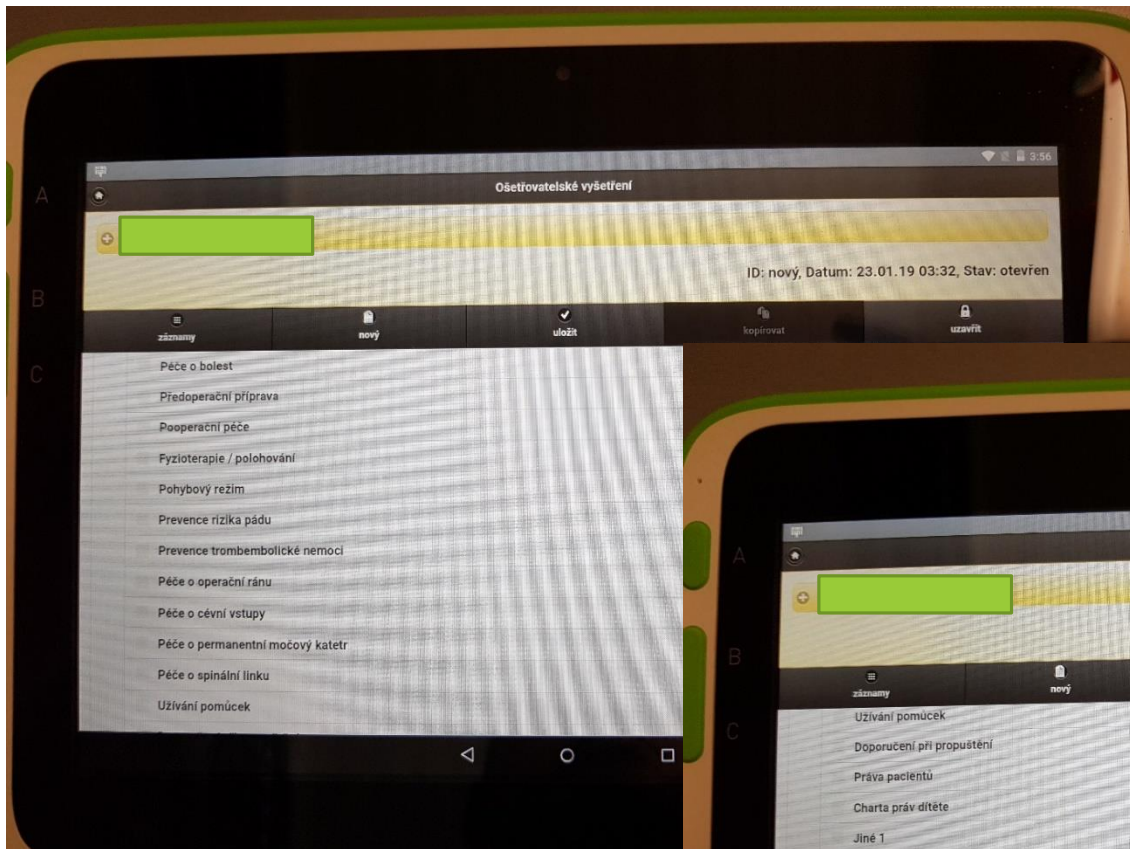 3:56
Ošetřovatelské vyšetření
ID: nový, Datum: 23.01.19 03:32, Stav: otevřen
záznamy nový uložit kopírovat uzavřít
A
B
C
Péče o bolest
Předoperační příprava
Pooperační péče
Fyzioterapie / polohování
Pohybový režim
Prevence rizika pádu
Prevence trombembolické nemoci
Péče o operační ránu
Péče o cévní vstupy
Péče o permanentní močový katetr
Péče o spinální linku
Užívání pomůcek
A
B
C
záznamy nový
Užívání pomůcek
Doporučení při propuštění
Práva pacientů
Charta práv dítěte
Jiné 1